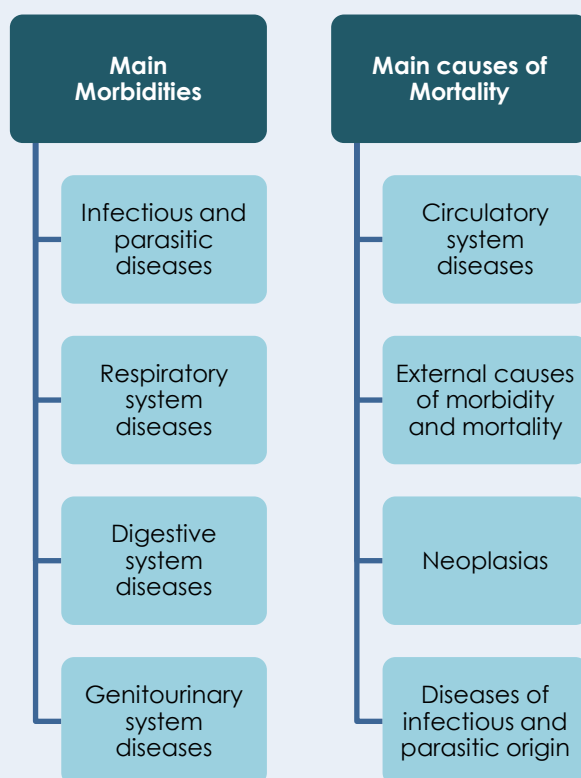 Main
Morbidities
Infectious and
parasitic
diseases
Respiratory
system
diseases
Digestive
system
diseases
Genitourinary
system
diseases
Main causes of
Mortality
Circulatory
system
diseases
External causes
of morbidity
and mortality
Neoplasias
Diseases of
infectious and
parasitic origin